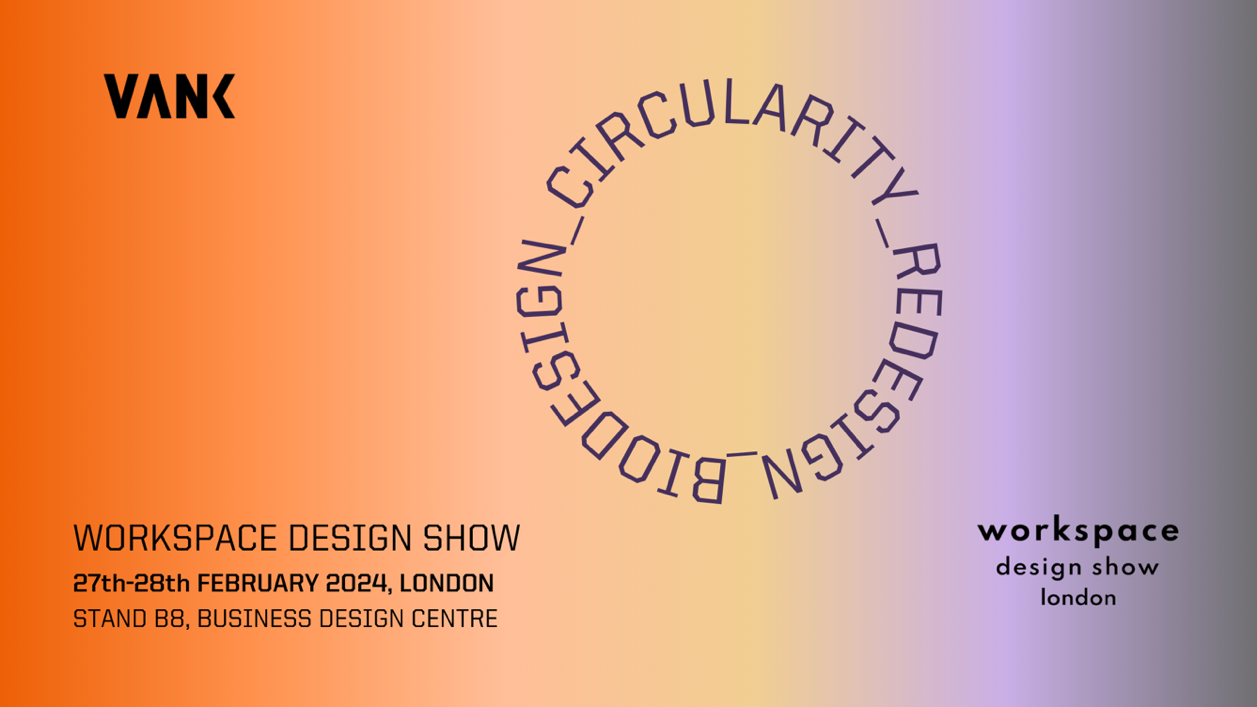 VANK
CIRCULARITY_REDESIGN_BIODESIGN_
WORKSPACE DESIGN SHOW
27th-28th FEBRUARY 2024, LONDON
STAND B8, BUSINESS DESIGN CENTRE
workspace
design show
london